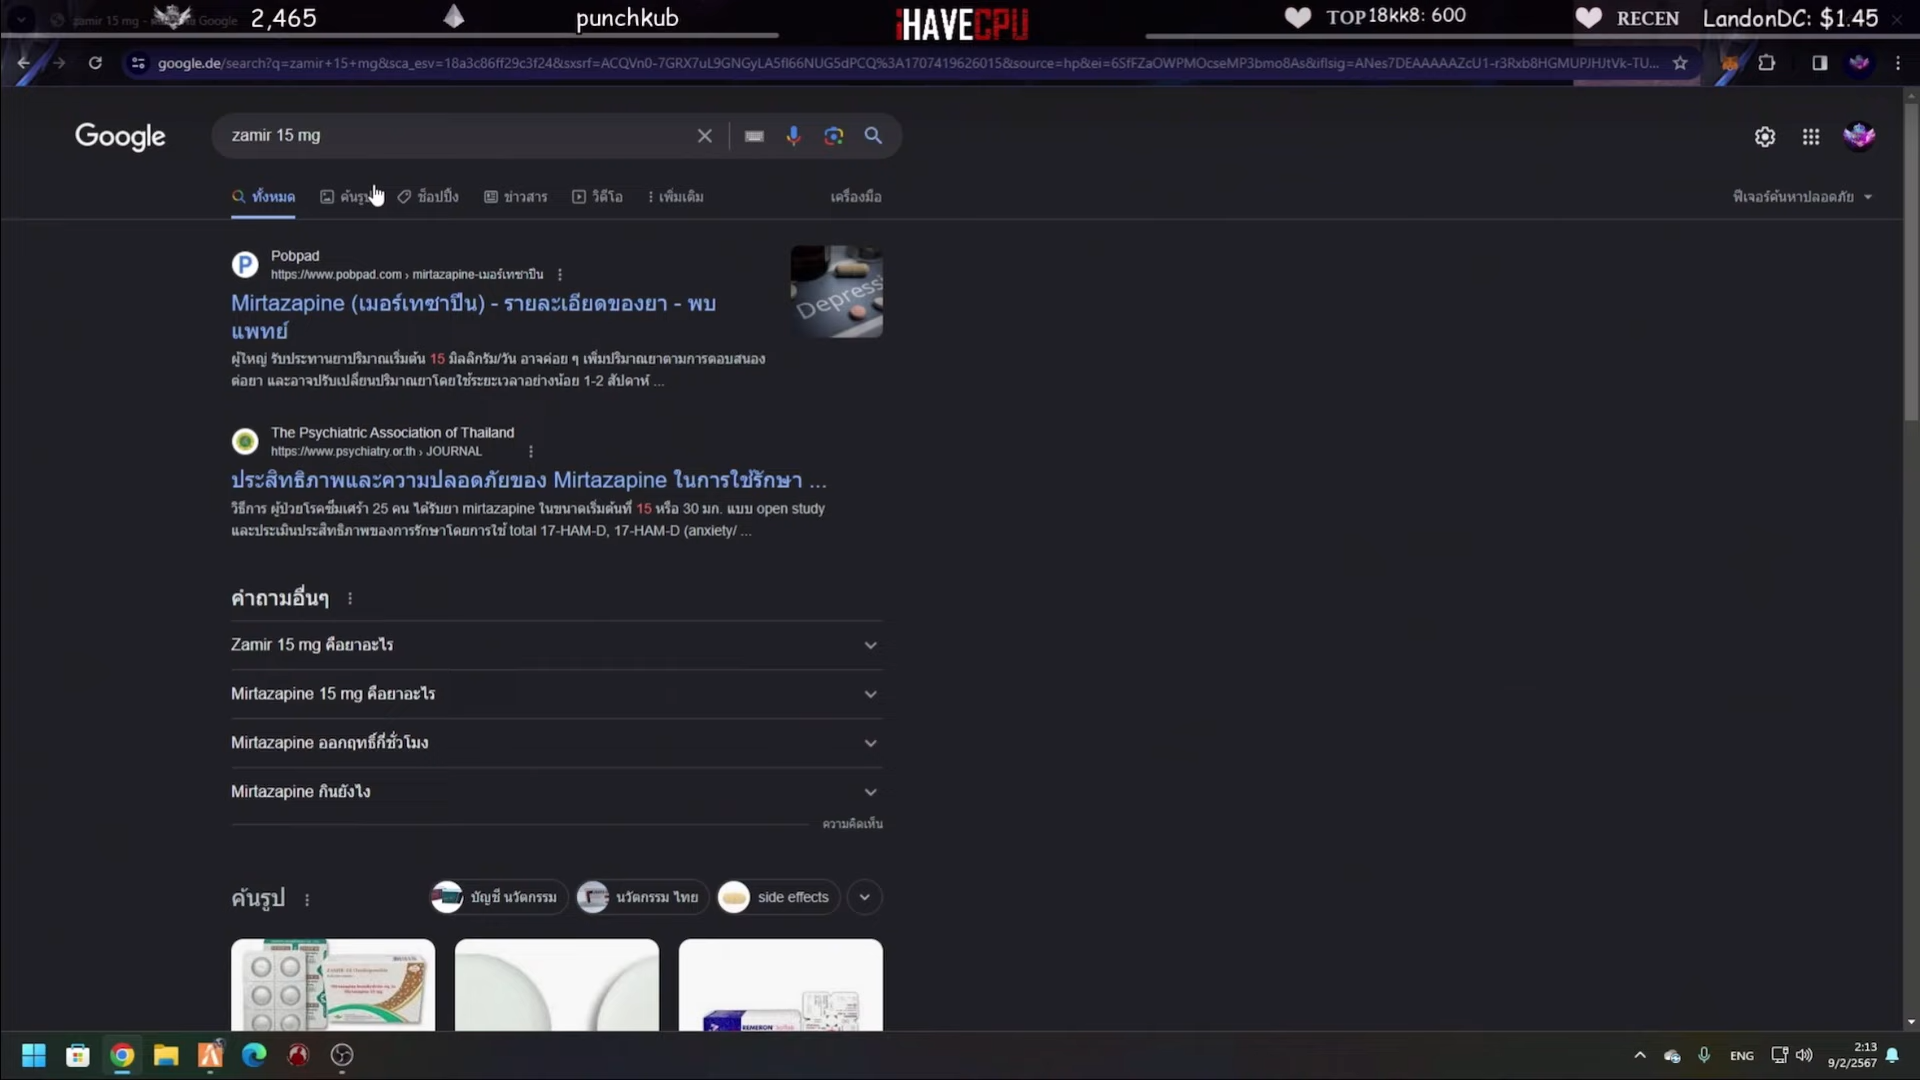 zamir 15 mg
Google
2,465
punchkub
iHAVECPU
TOP 18kk8: 600
RECEN
LandonDC: $1.45
google.de/search?q=zamir+15+mg&sca_esv=18a3c86ff29c3f24&sxsrf=
Google
zamir 15 mg
ทั้งหมด
ค้นรูป
ช็อปปิ้ง
ข่าวสาร
วิดีโอ
เพิ่มเติม
เครื่องมือ
ฟีเจอร์ค้นหาปลอดภัย
Pobpad
https://www.pobpad.com › mirtazapine-เมอร์เทซาปีน
Mirtazapine (เมอร์เทซาปีน) - รายละเอียดของยา - พบ
แพทย์
ผู้ใหญ่ รับประทานยาปริมาณเริ่มต้น 15 มิลลิกรัม/วัน อาจค่อย ๆ เพิ่มปริมาณยาตามการตอบสนอง
ต่อยา และอาจปรับเปลี่ยนปริมาณยาโดยใช้ระยะเวลาอย่างน้อย 1-2 สัปดาห์ ...
Depress
The Psychiatric Association of Thailand
https://www.psychiatry.or.th › JOURNAL
ประสิทธิภาพและความปลอดภัยของ Mirtazapine ในการใช้รักษา ...
วิธีการ ผู้ป่วยโรคซึมเศร้า 25 คน ได้รับยา mirtazapine ในขนาดเริ่มต้นที่ 15 หรือ 30 มก. แบบ open study
และประเมินประสิทธิภาพของการรักษาโดยการใช้ total 17-HAM-D, 17-HAM-D (anxiety/ ...
คำถามอื่นๆ
Zamir 15 mg คือยาอะไร
Mirtazapine 15 mg คือยาอะไร
Mirtazapine ออกฤทธิ์กี่ชั่วโมง
Mirtazapine กินยังไง
ความคิดเห็น
ค้นรูป
บัญชี นวัตกรรม
นวัตกรรม ไทย
side effects
REMERON
ENG
2:13
9/2/2567